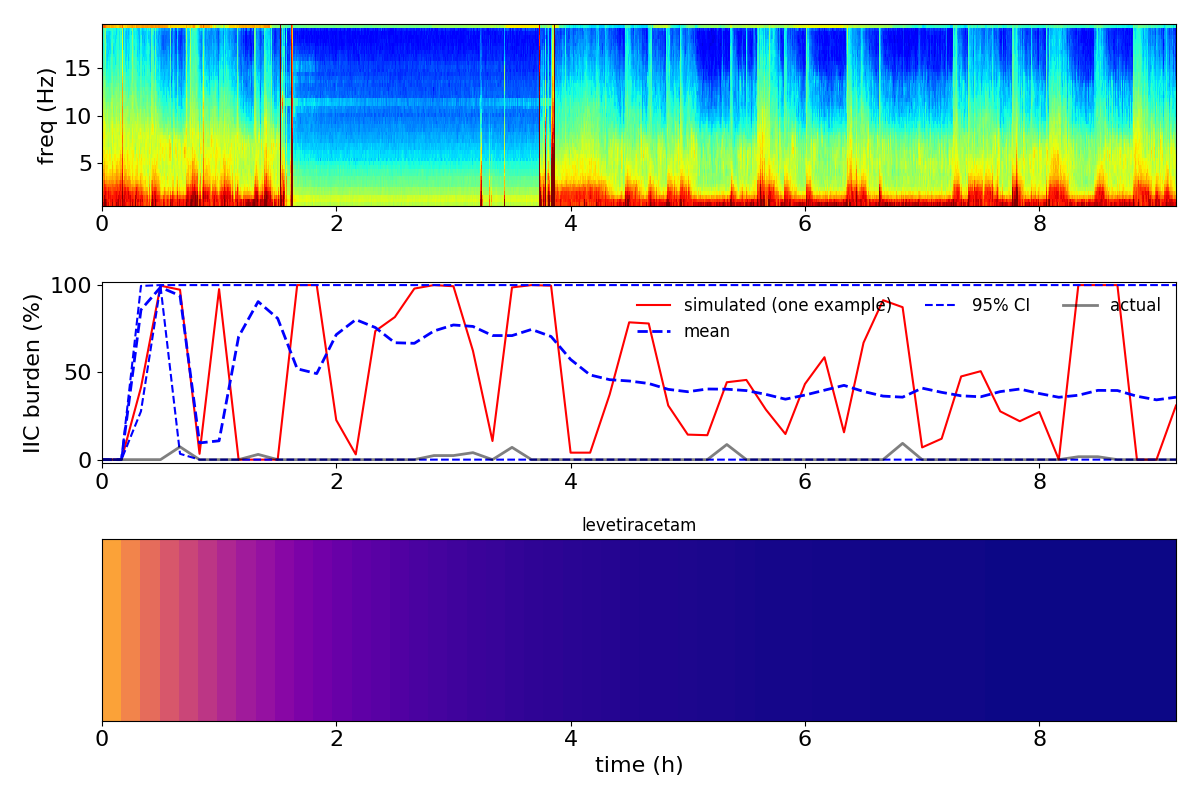 freq (Hz)
15
10
5
0 2 4 6 8
IIC burden (%)
100
50
0
simulated (one example) 95% CI actual
mean
0 2 4 6 8
levetiracetam
0 2 4 6 8
time (h)